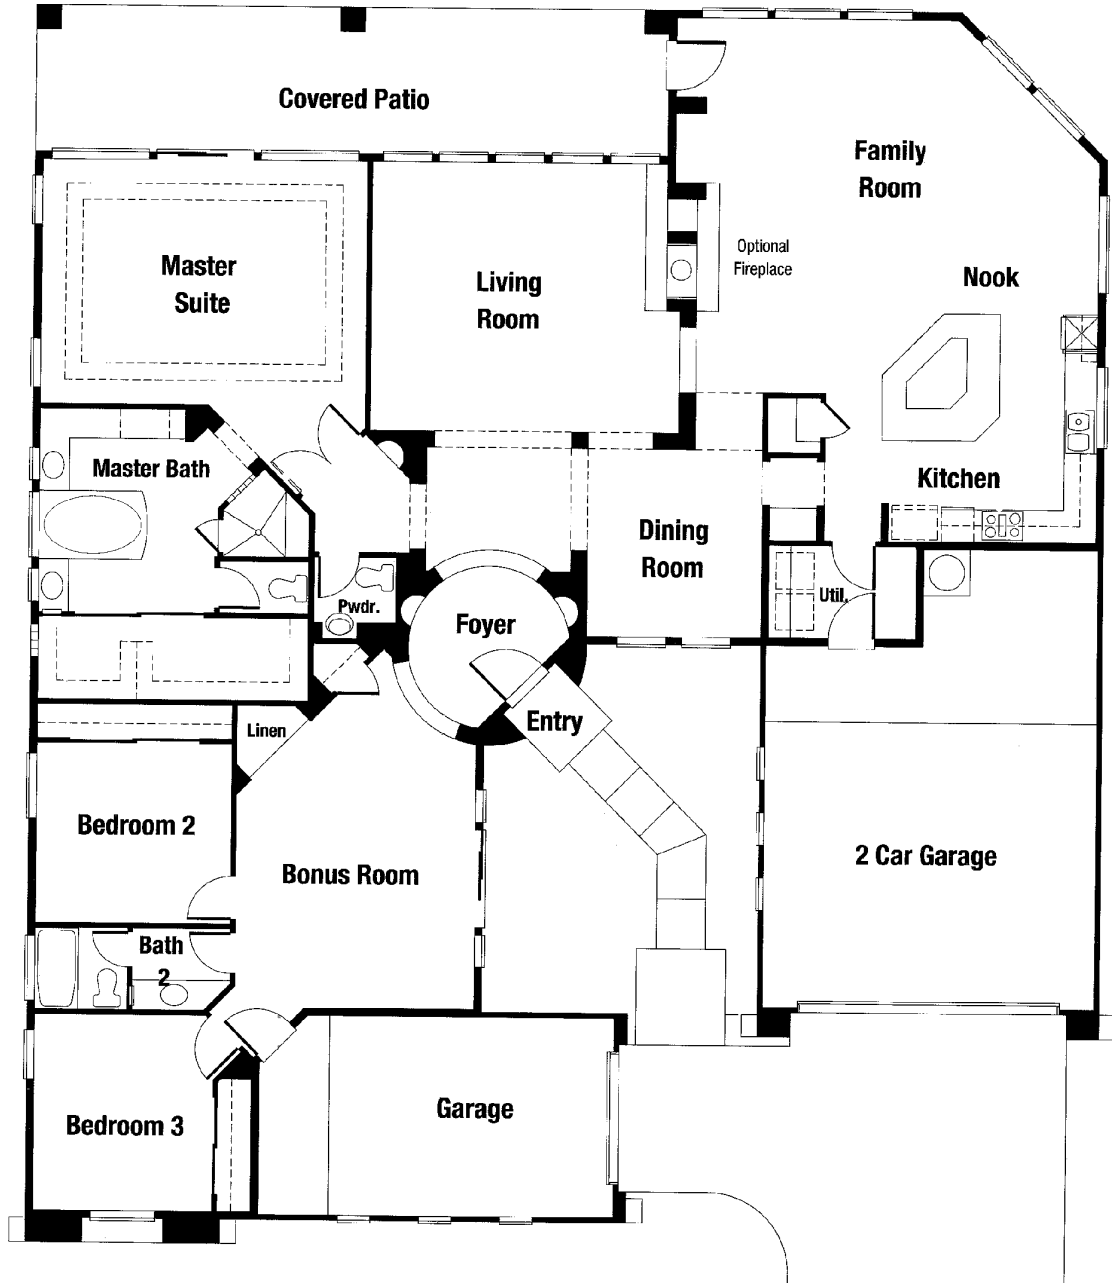 Covered Patio
Family
Room
Master
Suite
Living
Room
Optional
Fireplace
Nook
Master Bath
Kitchen
Dining
Room
Util.
Pwdr.
Foyer
Linen
Entry
Bedroom 2
Bonus Room
2 Car Garage
Bath
2
Bedroom 3
Garage